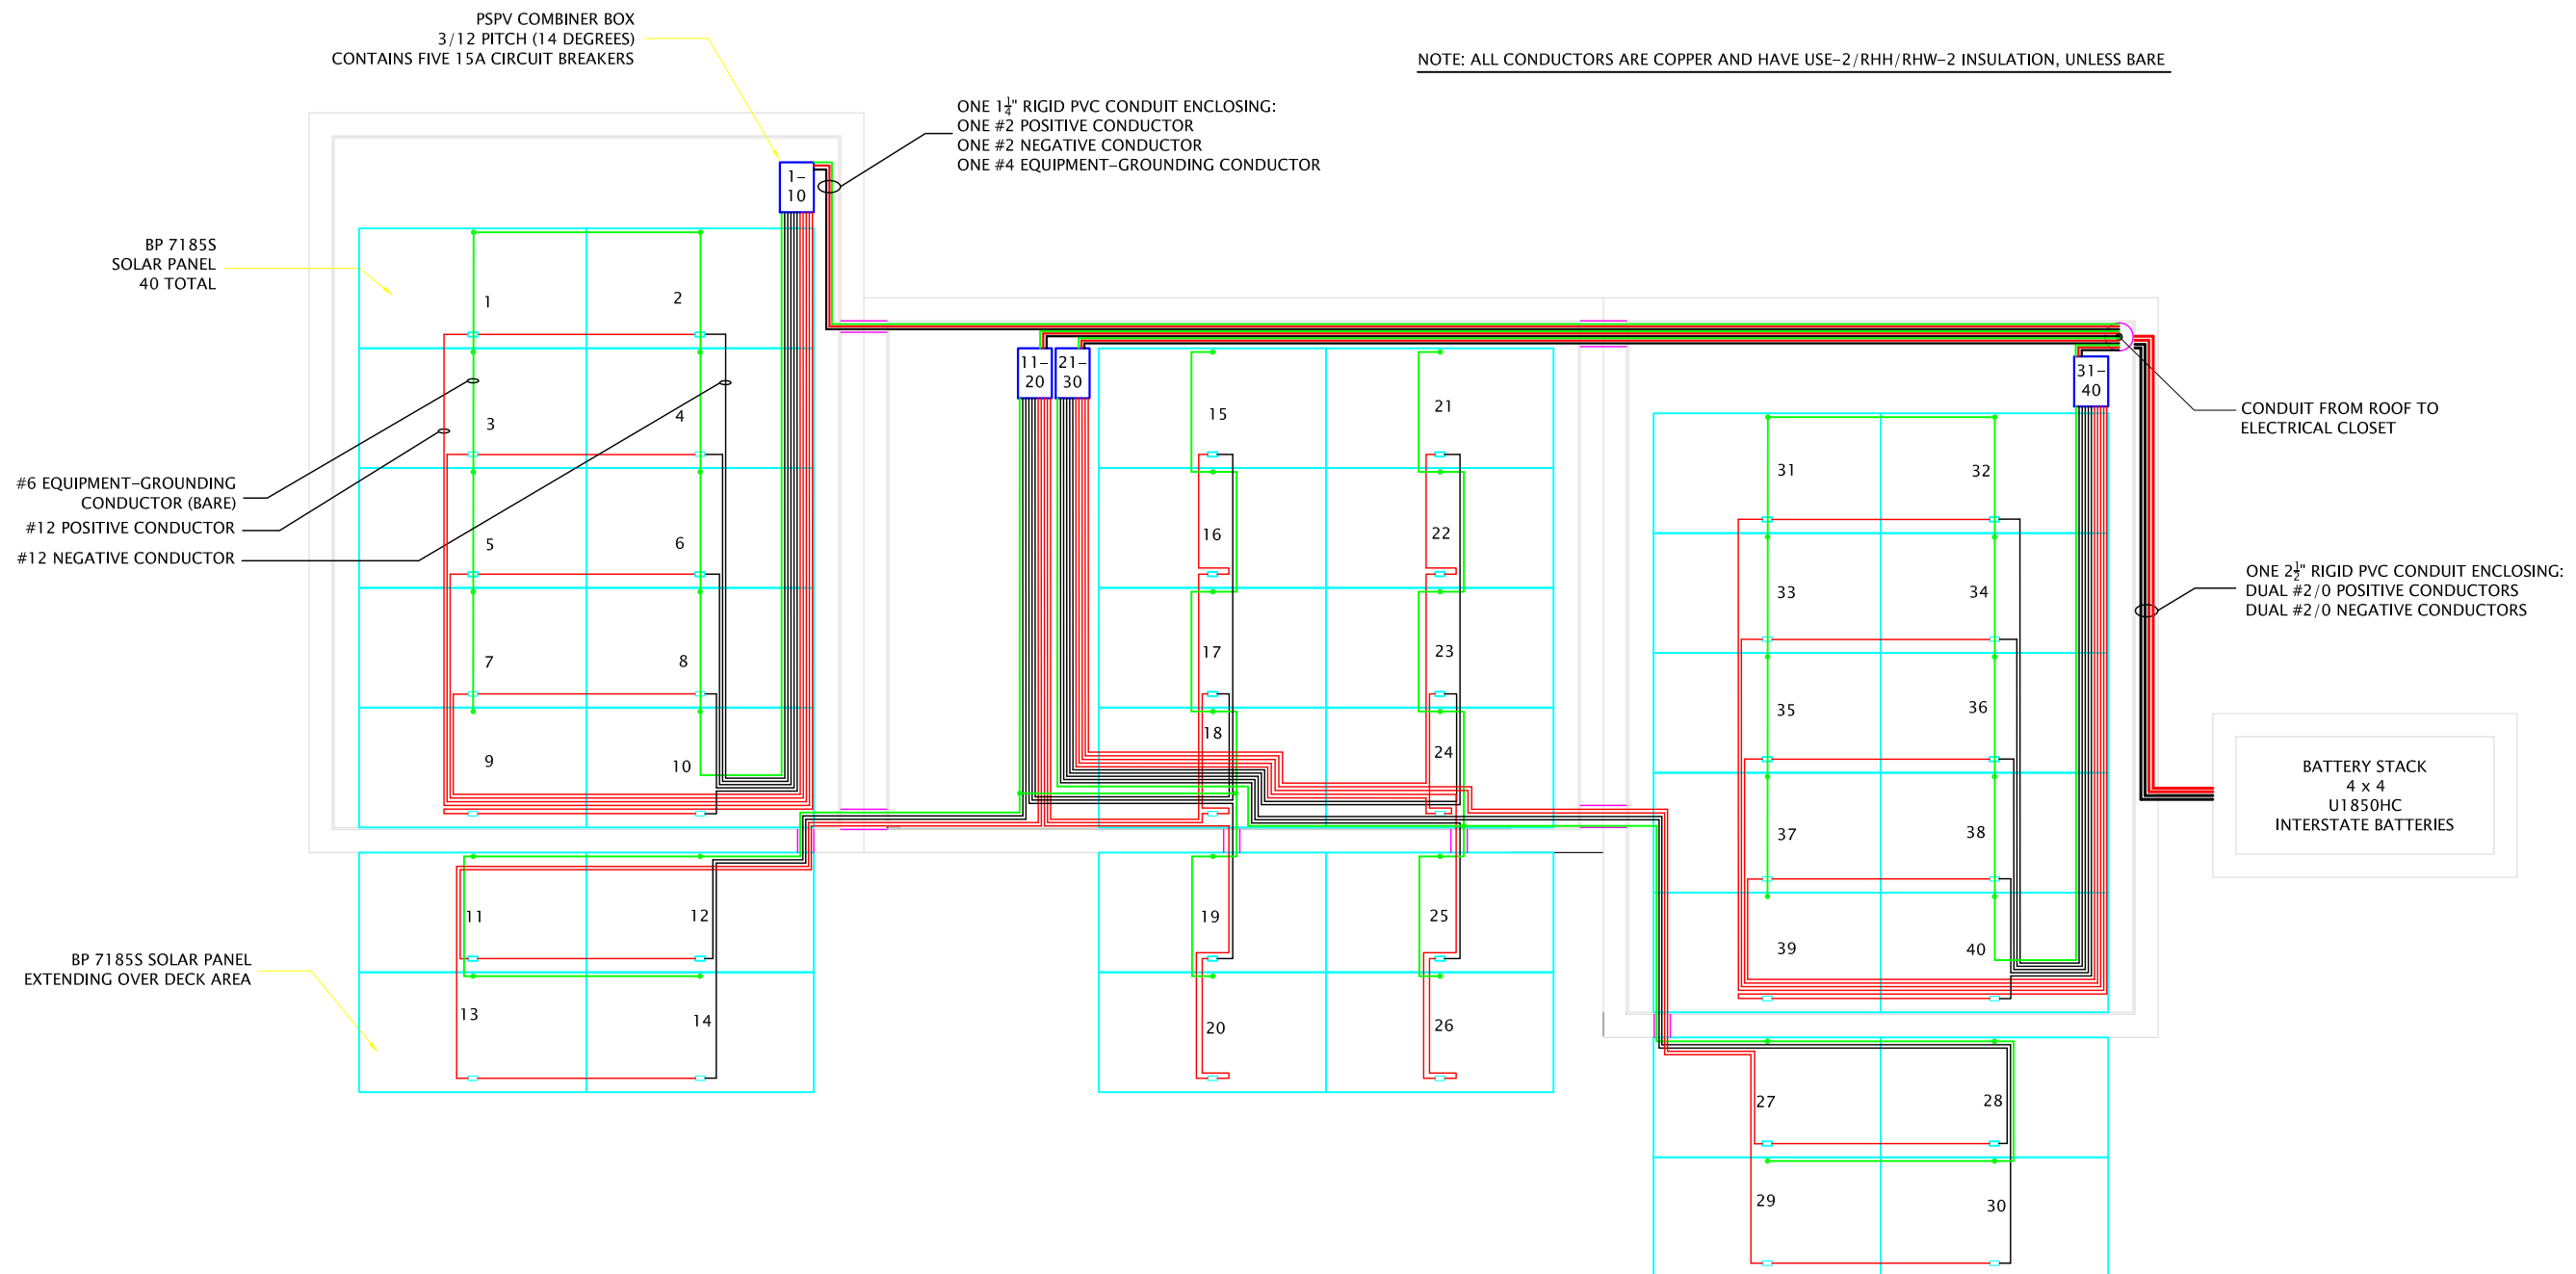 PSPV COMBINER BOX
3/12 PITCH (14 DEGREES)
CONTAINS FIVE 15A CIRCUIT BREAKERS
NOTE: ALL CONDUCTORS ARE COPPER AND HAVE USE-2/RHH/RHW-2 INSULATION, UNLESS BARE
ONE 1¼" RIGID PVC CONDUIT ENCLOSING:
ONE #2 POSITIVE CONDUCTOR
ONE #2 NEGATIVE CONDUCTOR
ONE #4 EQUIPMENT-GROUNDING CONDUCTOR
1-
10
BP 7185S
SOLAR PANEL
40 TOTAL
1
2
3
4
5
6
7
8
9
10
#6 EQUIPMENT-GROUNDING
CONDUCTOR (BARE)
#12 POSITIVE CONDUCTOR
#12 NEGATIVE CONDUCTOR
11
12
13
14
BP 7185S SOLAR PANEL
EXTENDING OVER DECK AREA
11-
20
21-
30
15
21
16
22
17
23
18
24
19
25
20
26
31-
40
31
32
33
34
35
36
37
38
39
40
27
28
29
30
CONDUIT FROM ROOF TO
ELECTRICAL CLOSET
ONE 2½" RIGID PVC CONDUIT ENCLOSING:
DUAL #2/0 POSITIVE CONDUCTORS
DUAL #2/0 NEGATIVE CONDUCTORS
BATTERY STACK
4 x 4
U1850HC
INTERSTATE BATTERIES